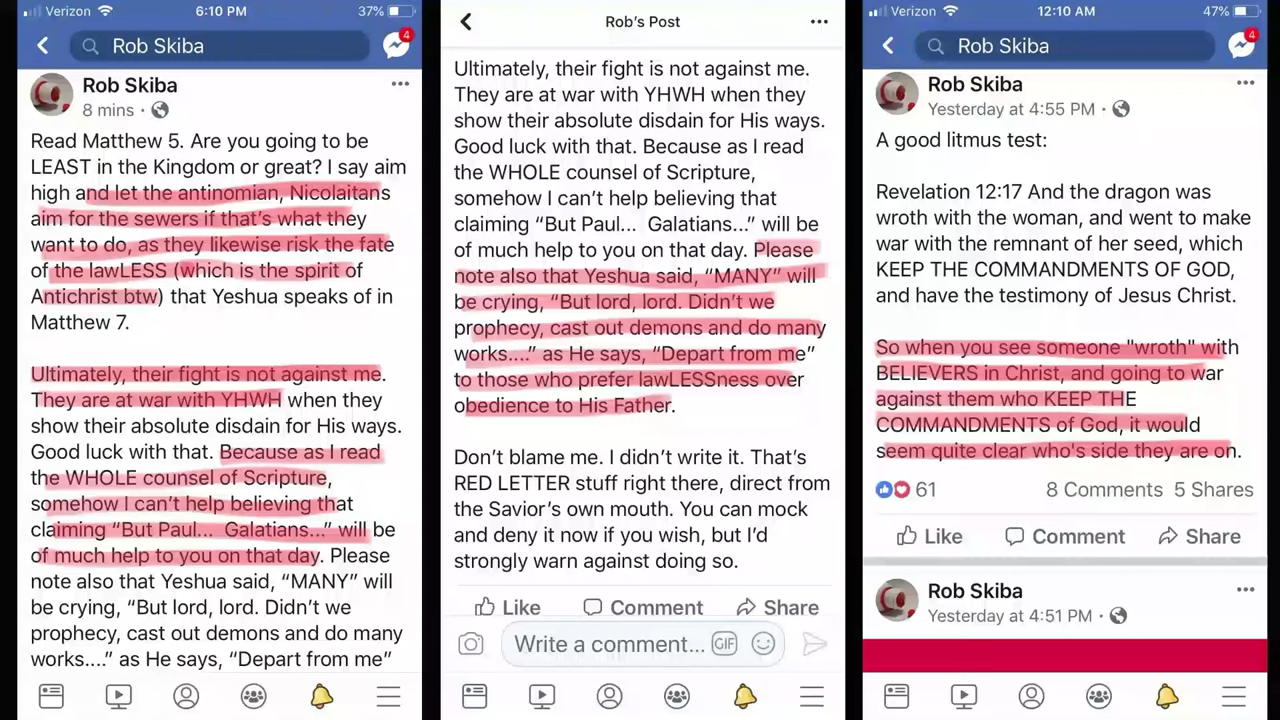 Verizon 6:10 PM 37%
Rob Skiba
4
Rob Skiba
8 mins ·
Read Matthew 5. Are you going to be
LEAST in the Kingdom or great? I say aim
high and let the antinonian, Nicolaitans
aim for the sewers if that's what they
want to do, as they likewise risk the fate
of the lawLESS (which is the spirit of
Antichrist btw) that Yeshua speaks of in
Matthew 7.
Ultimately, their fight is not against me.
They are at war with YHWH when they
show their absolute disdain for His ways.
Good luck with that. Because as I read
the WHOLE counsel of Scripture,
somehow I can't help believing that
claiming “But Paul... Galatians...” will be
of much help to you on that day. Please
note also that Yeshua said, “MANY” will
be crying, “But lord, lord. Didn't we
prophecy, cast out demons and do many
works....” as He says, “Depart from me”
Rob's Post
Ultimately, their fight is not against me.
They are at war with YHWH when they
show their absolute disdain for His ways.
Good luck with that. Because as I read
the WHOLE counsel of Scripture,
somehow I can't help believing that
claiming “But Paul... Galatians...” will be
of much help to you on that day. Please
note also that Yeshua said, “MANY” will
be crying, “But lord, lord. Didn't we
prophecy, cast out demons and do many
works....” as He says, “Depart from me”
to those who prefer lawLESSness over
obedience to His Father.
Don't blame me. I didn't write it. That's
RED LETTER stuff right there, direct from
the Savior's own mouth. You can mock
and deny it now if you wish, but I'd
strongly warn against doing so.
Like Comment Share
Write a comment... GIF
Verizon 12:10 AM 47%
Rob Skiba
4
Rob Skiba
Yesterday at 4:55 PM ·
A good litmus test:
Revelation 12:17 And the dragon was
wroth with the woman, and went to make
war with the remnant of her seed, which
KEEP THE COMMANDMENTS OF GOD,
and have the testimony of Jesus Christ.
So when you see someone "wroth" with
BELIEVERS in Christ, and going to war
against them who KEEP THE
COMMANDMENTS of God, it would
seem quite clear who's side they are on.
61 8 Comments 5 Shares
Like Comment Share
Rob Skiba
Yesterday at 4:51 PM ·